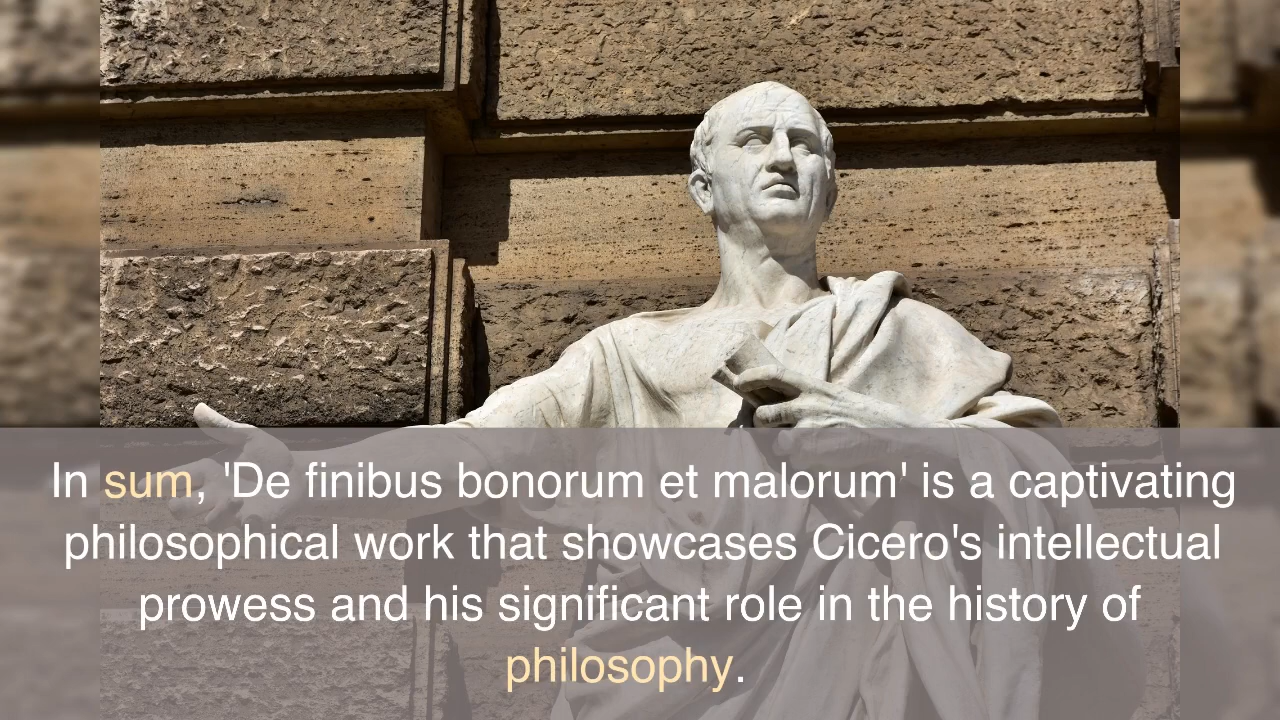 In sum, 'De finibus bonorum et malorum' is a captivating
philosophical work that showcases Cicero's intellectual
prowess and his significant role in the history of
philosophy.